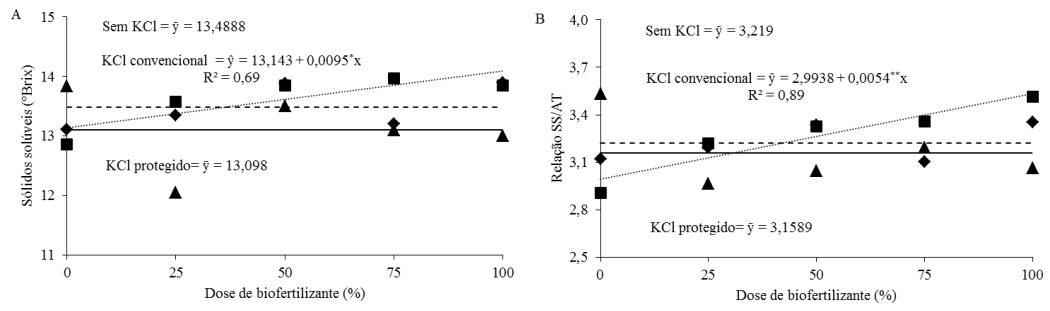 A
Sem KCl = ȳ = 13,4888
KCl convencional = ŷ = 13,143 + 0,0095*x
R² = 0,69
KCl protegido= ȳ = 13,098
Sólidos solúveis (°Brix)
15
14
13
12
11
0 25 50 75 100
Dose de biofertilizante (%)
B
Sem KCl = ȳ = 3,219
KCl convencional = ŷ = 2,9938 + 0,0054**x
R² = 0,89
KCl protegido= ȳ = 3,1589
Relação SS/AT
4,0
3,7
3,4
3,1
2,8
2,5
0 25 50 75 100
Dose de biofertilizante (%)